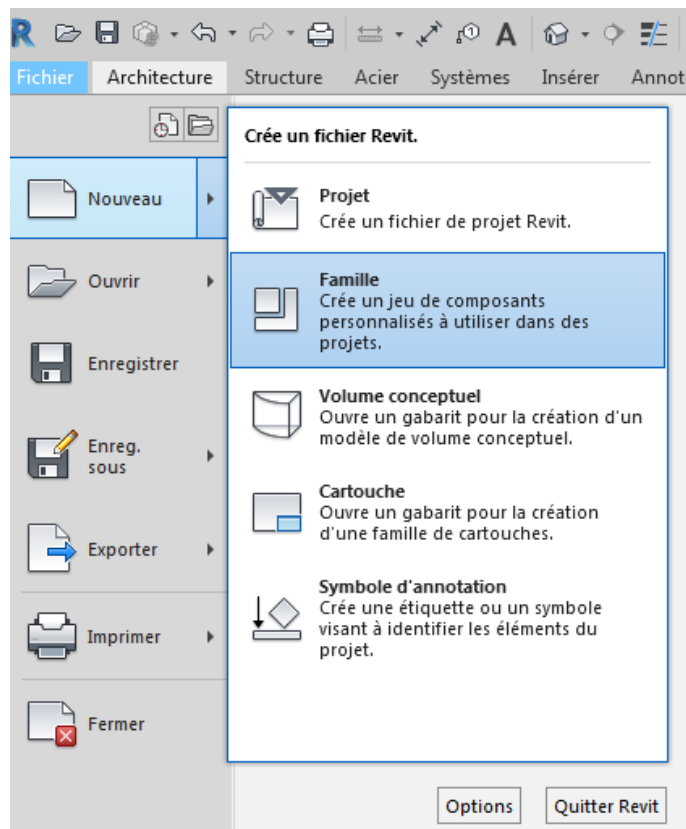 Fichier Architecture Structure Acier Systèmes Insérer Annot
Crée un fichier Revit.
Nouveau
Projet
Crée un fichier de projet Revit.
Ouvrir
Famille
Crée un jeu de composants
personnalisés à utiliser dans des
projets.
Enregistrer
Volume conceptuel
Ouvre un gabarit pour la création d'un
modèle de volume conceptuel.
Enreg.
sous
Cartouche
Ouvre un gabarit pour la création
d'une famille de cartouches.
Exporter
Symbole d'annotation
Crée une étiquette ou un symbole
visant à identifier les éléments du
projet.
Imprimer
Fermer
Options Quitter Revit